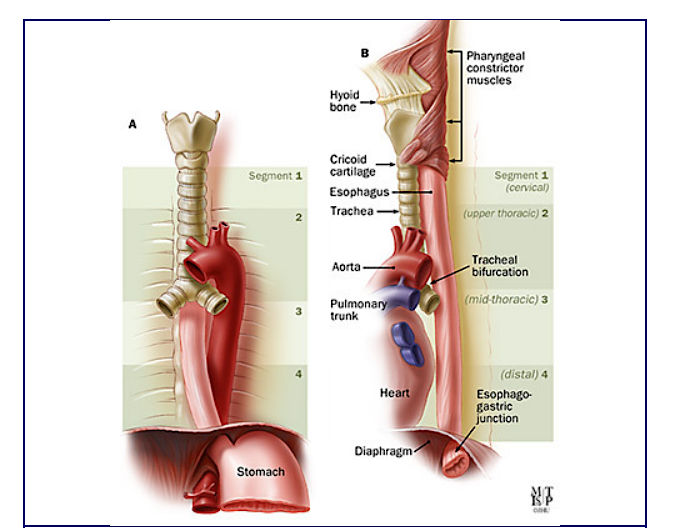 A
Segment 1
2
3
4
Stomach
B
Pharyngeal
constrictor
muscles
Hyoid
bone
Cricoid
cartilage
Esophagus
Trachea
Aorta
Pulmonary
trunk
Heart
Diaphragm
Segment 1
(cervical)
(upper thoracic) 2
Tracheal
bifurcation
(mid-thoracic) 3
(distal) 4
Esophago-
gastric
junction